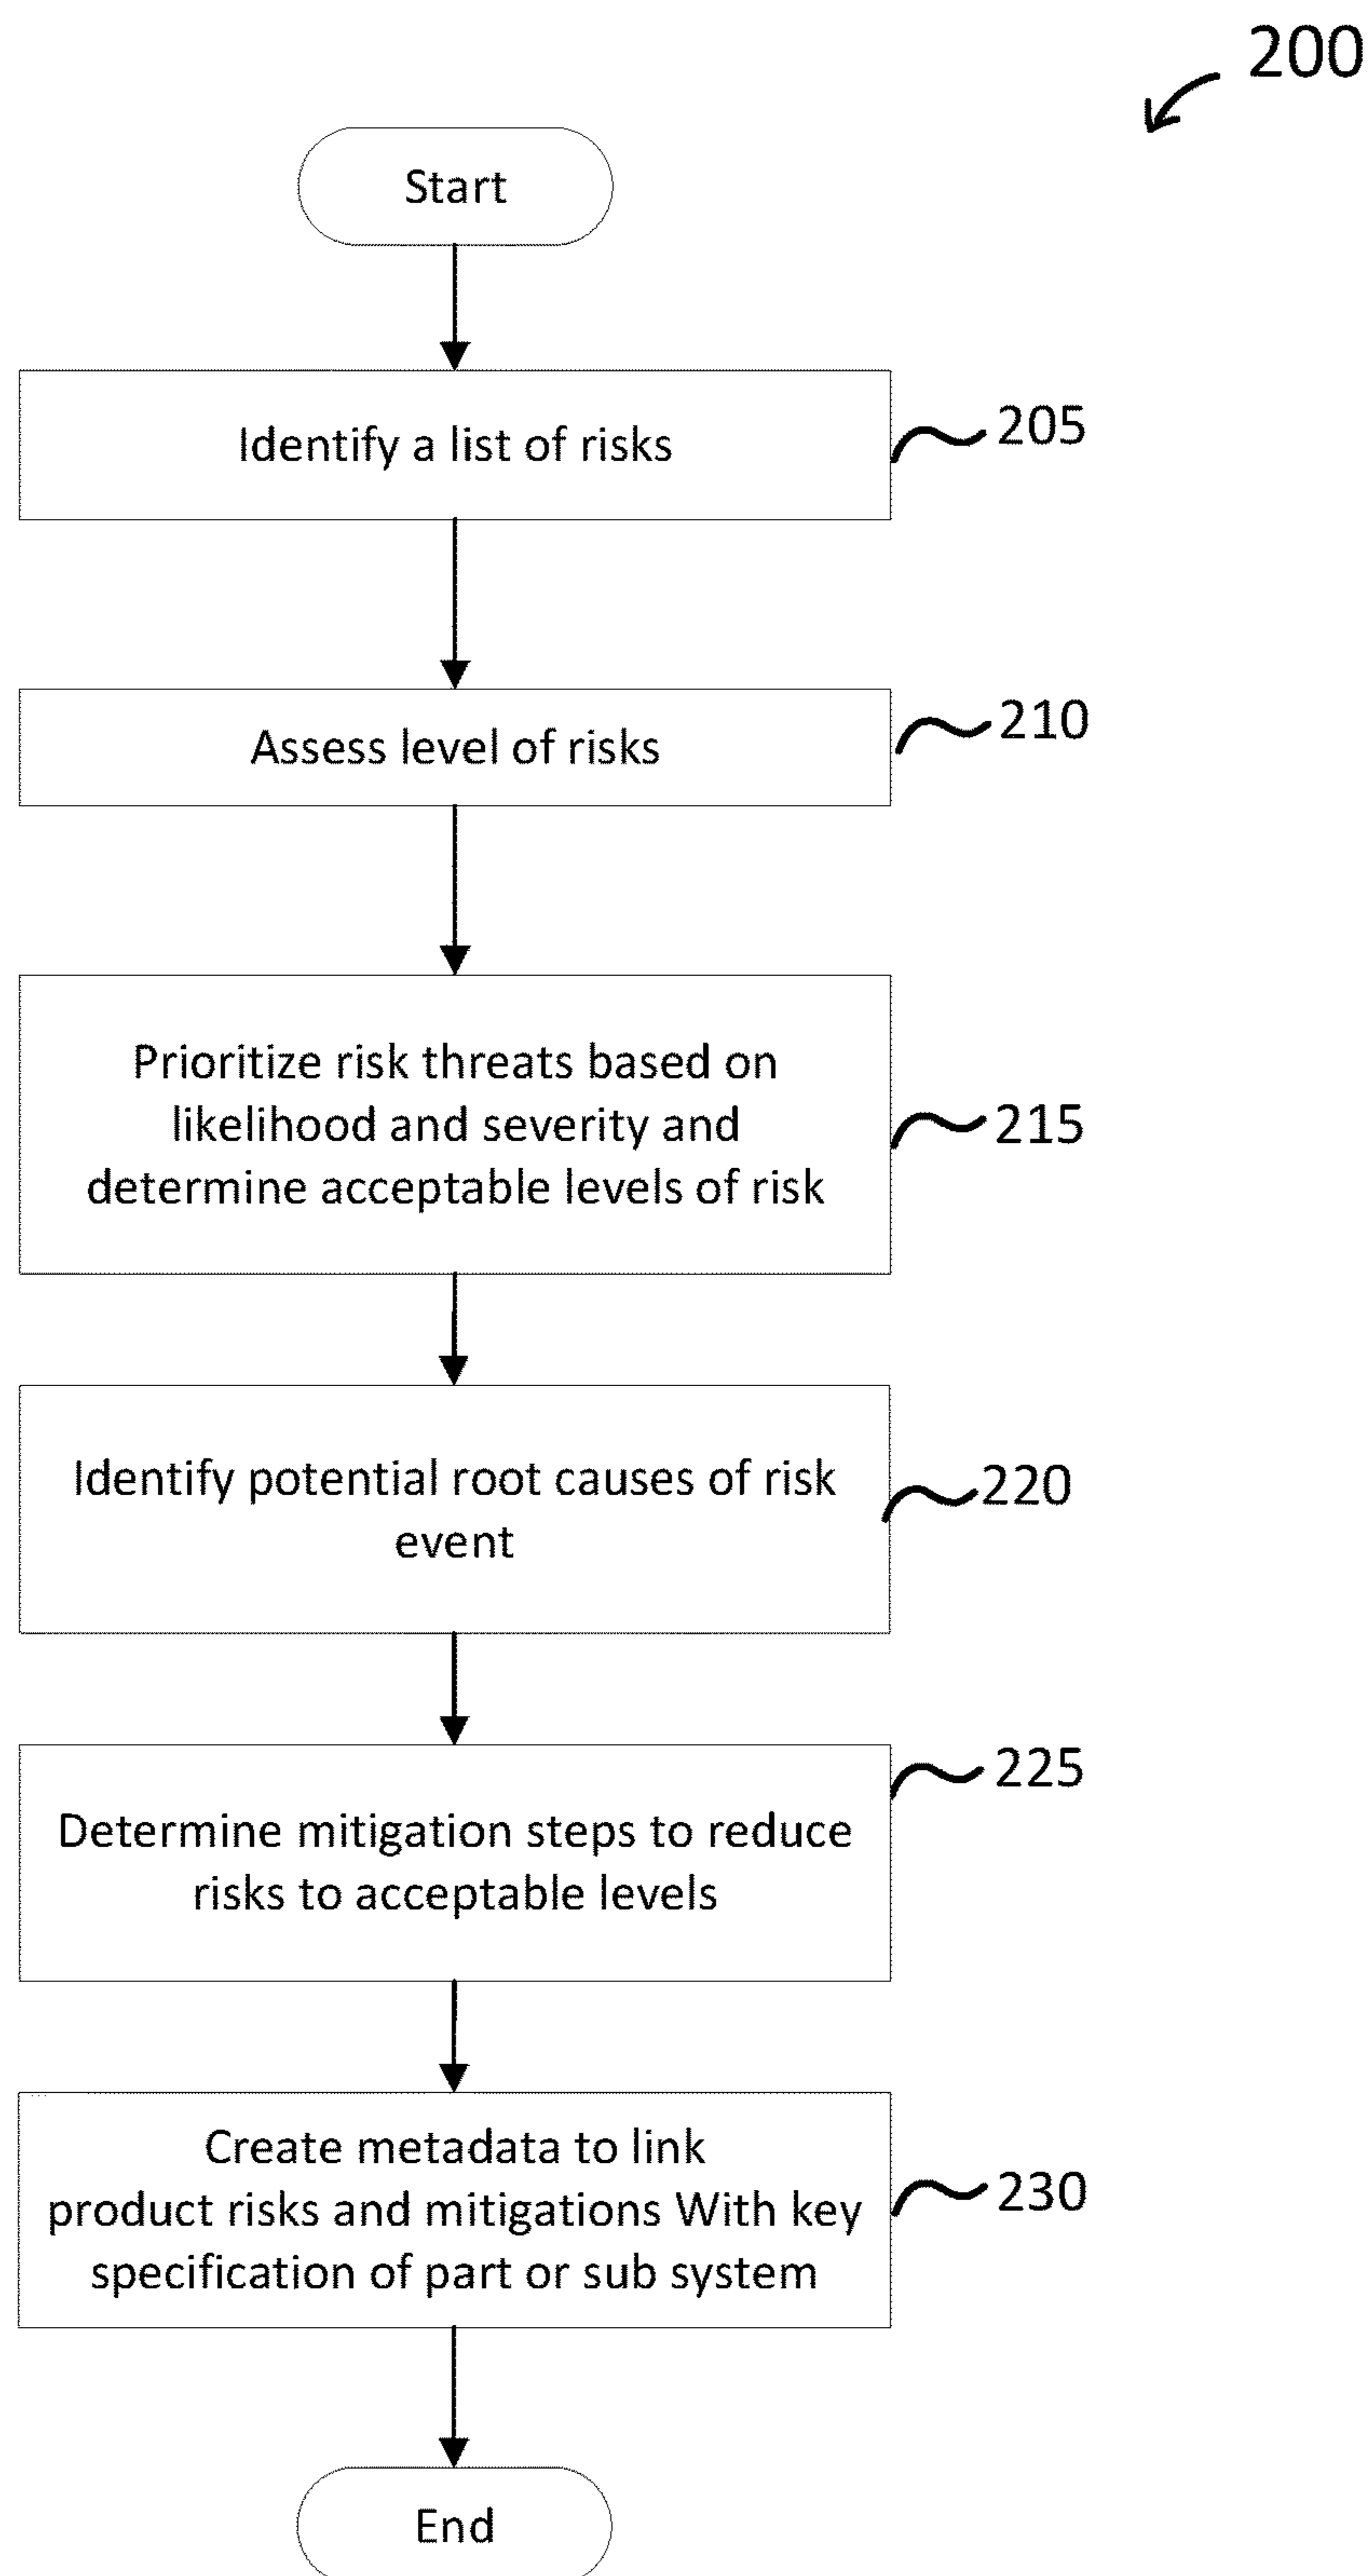 200
Start
Identify a list of risks
205
Assess level of risks
210
Prioritize risk threats based on
likelihood and severity and
determine acceptable levels of risk
215
Identify potential root causes of risk
event
220
Determine mitigation steps to reduce
risks to acceptable levels
225
Create metadata to link
product risks and mitigations With key
specification of part or sub system
230
End